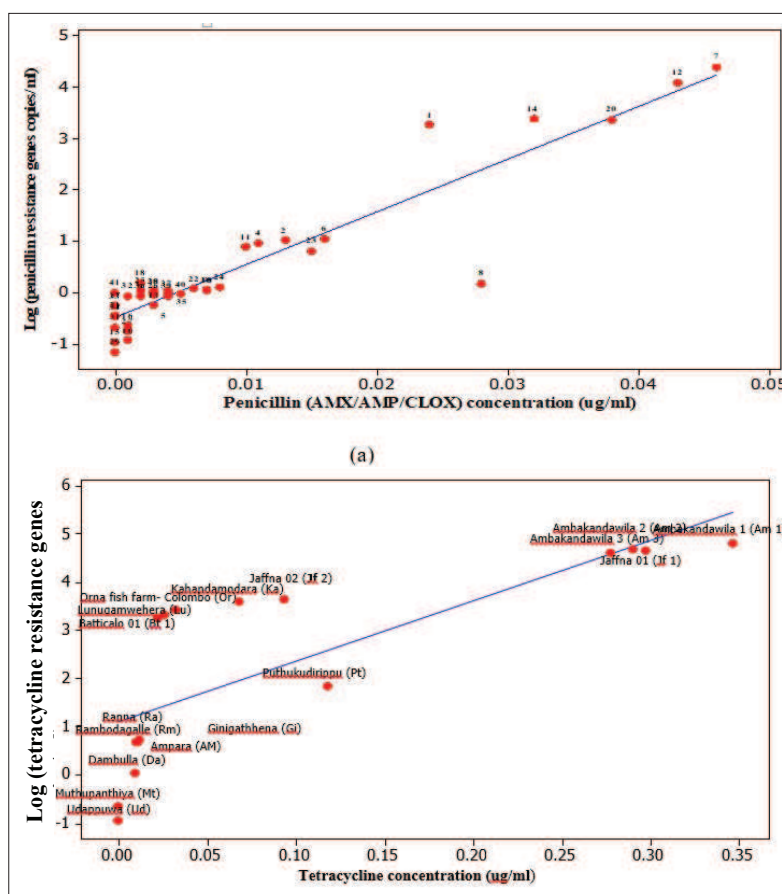 5
4
3
2
1
0
-1
Log (penicillin resistance genes copies/ml)
7
12
1
14
20
11
4
2
6
23
8
41
32
18
22
24
40
35
5
0.00
0.01
0.02
0.03
0.04
0.05
Penicillin (AMX/AMP/CLOX) concentration (ug/ml)
(a)
6
5
4
3
2
1
0
-1
Log (tetracycline resistance genes
Ambakandawila 2 (Am 2)
Ambakandawila 1 (Am 1
Ambakandawila 3 (Am 3)
Jaffna 01 (Jf 1)
Jaffna 02 (Jf 2)
Kahandamodara (Ka)
Orna fish farm- Colombo (Or)
Lunugamwehera (Lu)
Batticalo 01 (Bt 1)
Puthukudirippu (Pt)
Ranna (Ra)
Rambodagalle (Rm)
Ginigathhena (Gi)
Ampara (AM)
Dambulla (Da)
Muthupanthiya (Mt)
Udappuwa (Ud)
0.00
0.05
0.10
0.20
0.25
0.30
0.35
Tetracycline concentration (ug/ml)